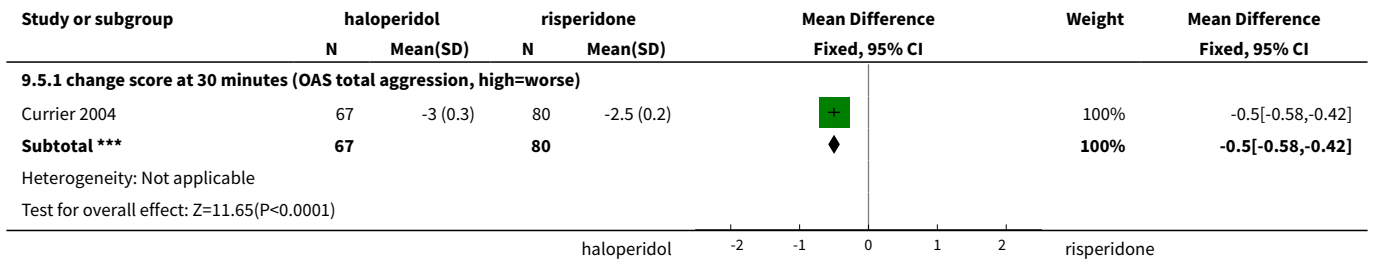 Study or subgroup haloperidol risperidone Mean Difference Weight Mean Difference
N Mean(SD) N Mean(SD) Fixed, 95% CI Fixed, 95% CI
9.5.1 change score at 30 minutes (OAS total aggression, high=worse)
Currier 2004 67 -3 (0.3) 80 -2.5 (0.2) 100% -0.5[-0.58,-0.42]
Subtotal *** 67 80 100% -0.5[-0.58,-0.42]
Heterogeneity: Not applicable
Test for overall effect: Z=11.65(P<0.0001)
haloperidol -2 -1 0 1 2 risperidone